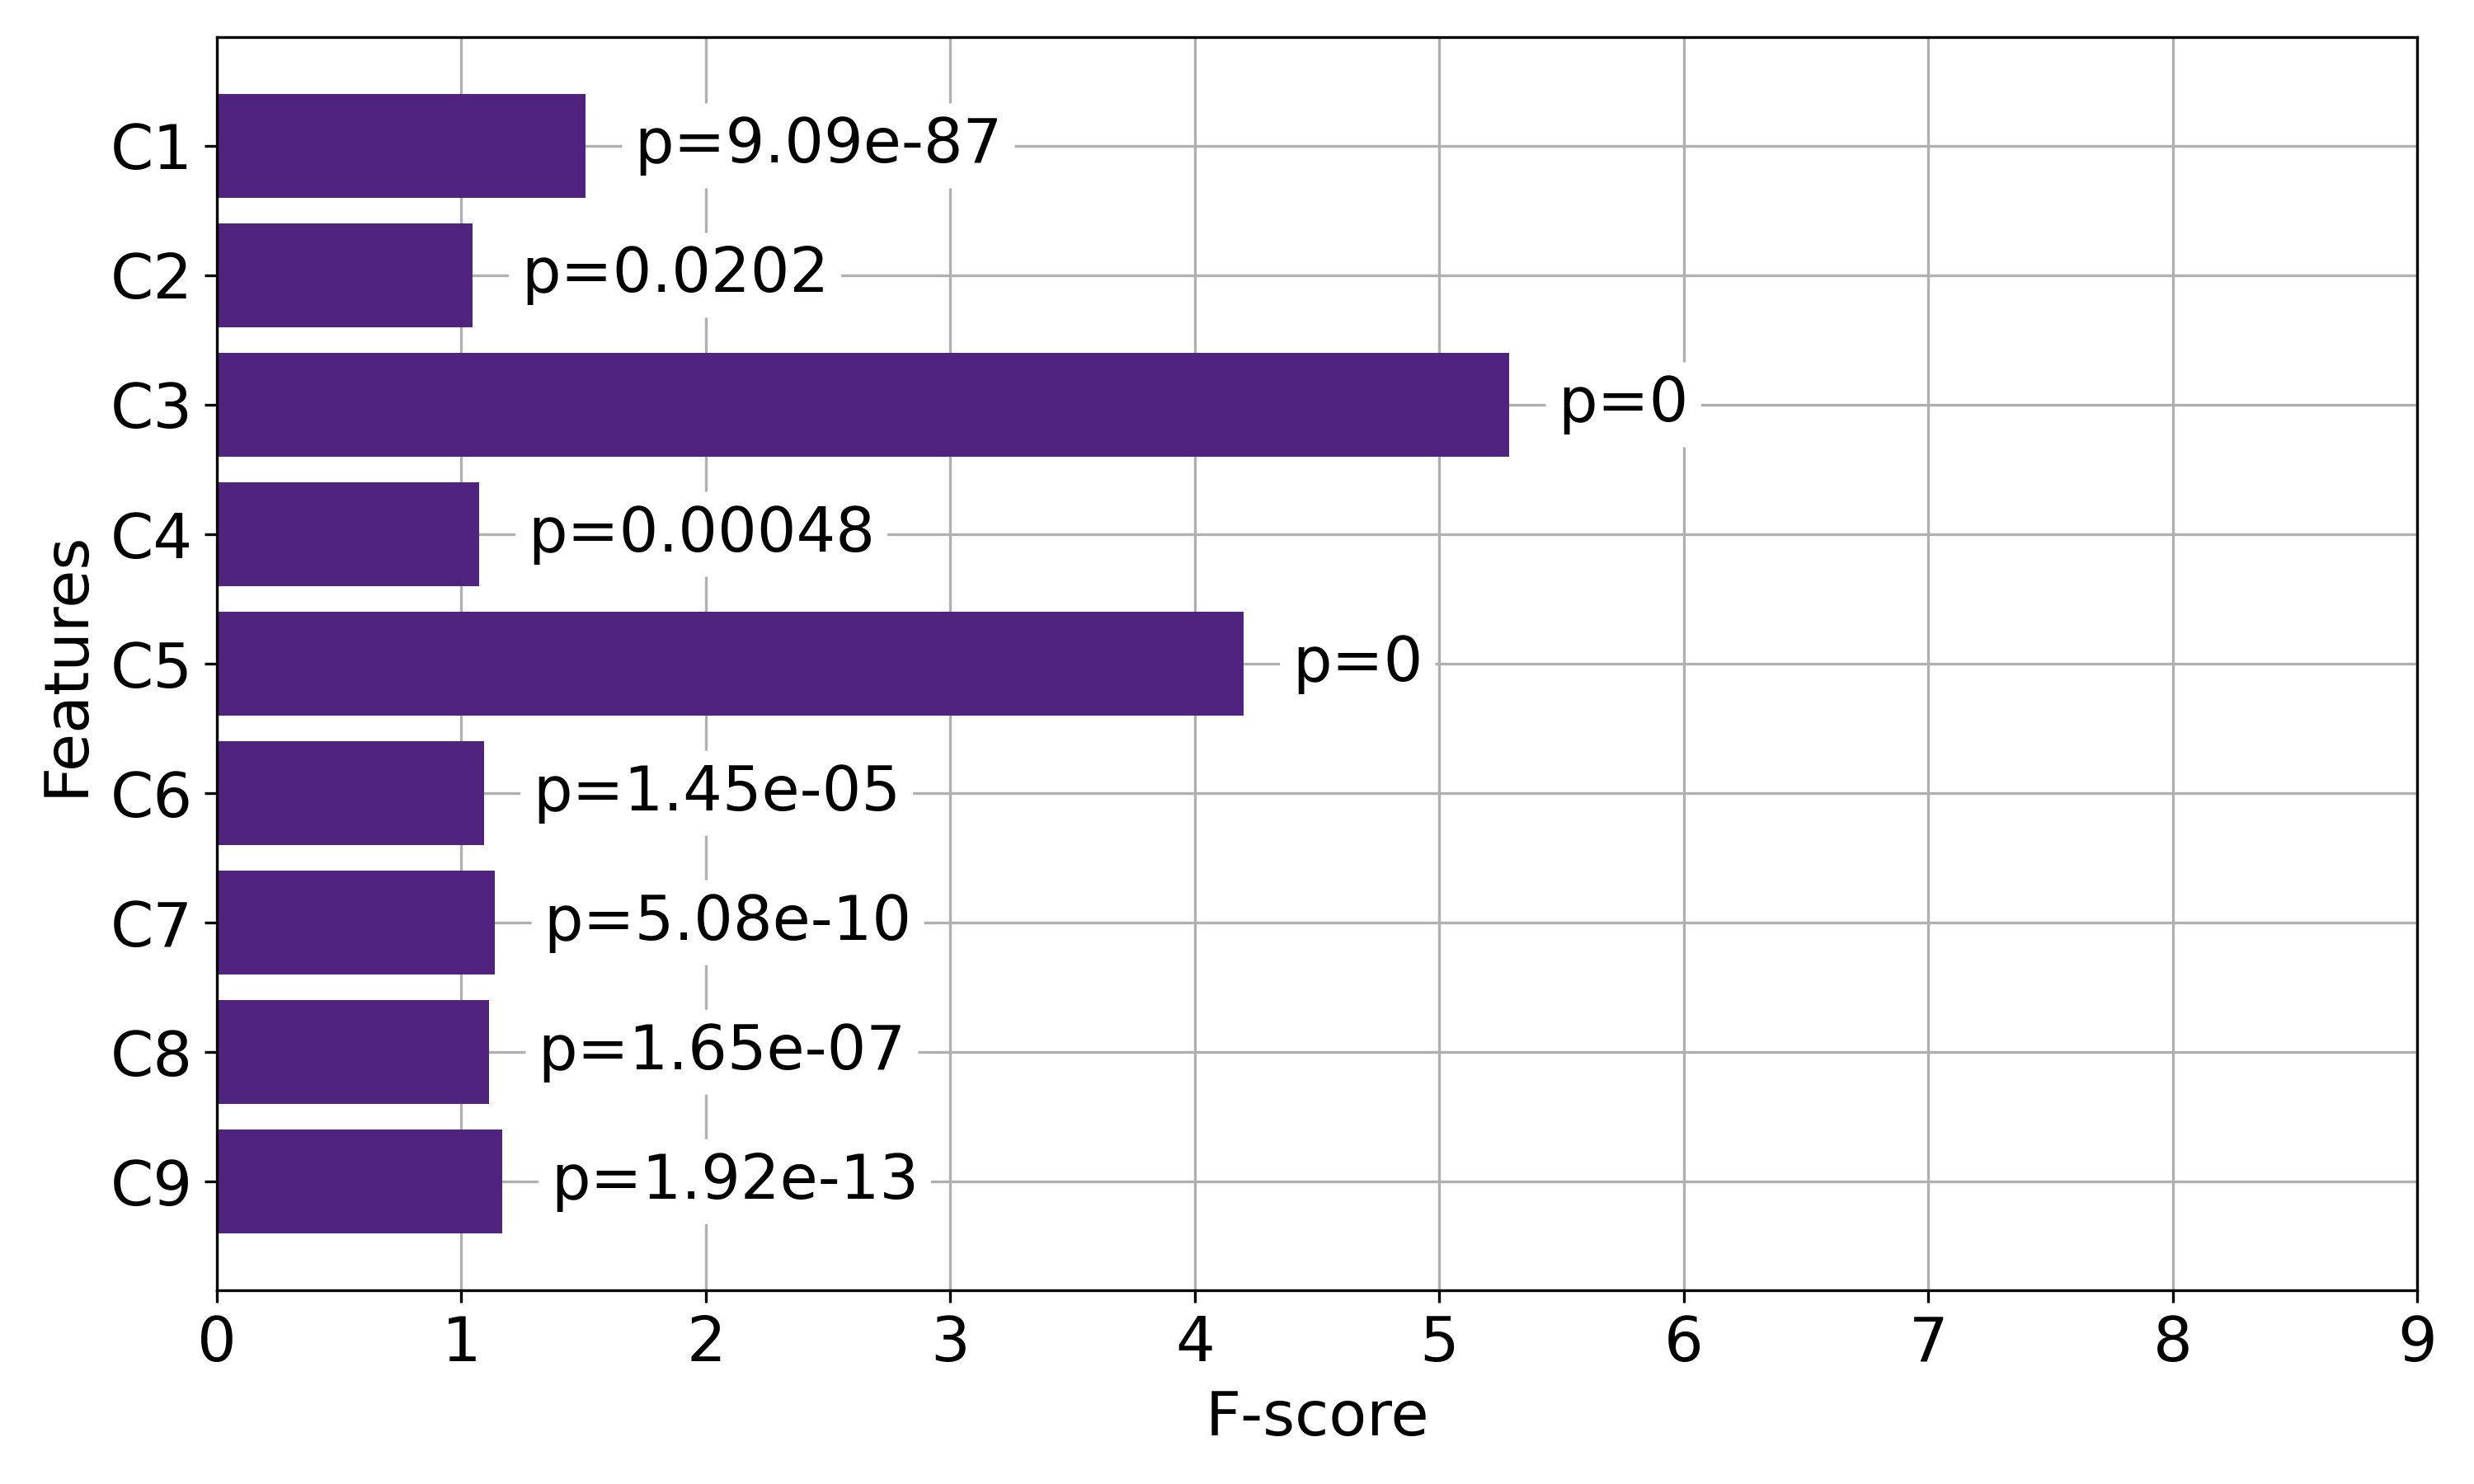 Features
C1
p=9.09e-87
C2
p=0.0202
C3
p=0
C4
p=0.00048
C5
p=0
C6
p=1.45e-05
C7
p=5.08e-10
C8
p=1.65e-07
C9
p=1.92e-13
0 1 2 3 4 5 6 7 8 9
F-score